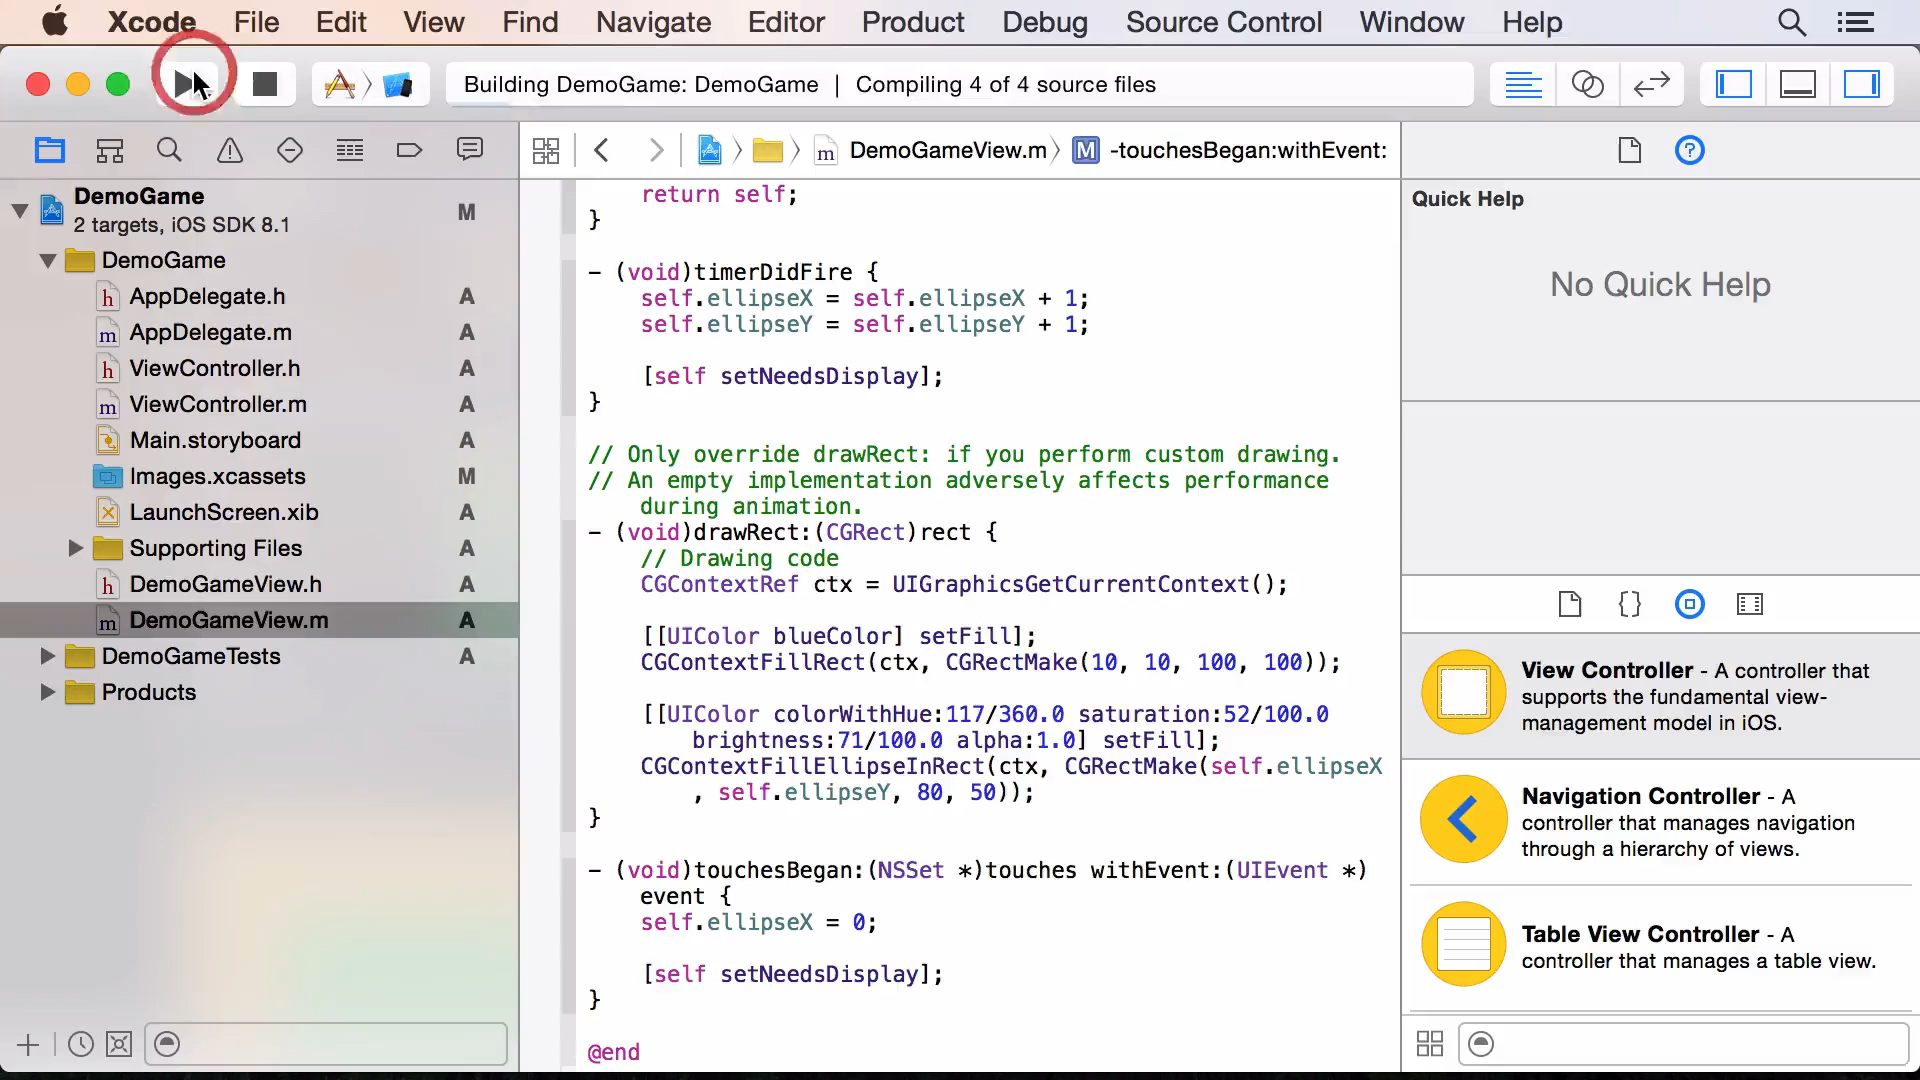 Xcode File Edit View Find Navigate Editor Product Debug Source Control Window Help
Building DemoGame: DemoGame | Compiling 4 of 4 source files
DemoGameView.m
M -touchesBegan:withEvent:
DemoGame
2 targets, iOS SDK 8.1
M
DemoGame
h AppDelegate.h A
m AppDelegate.m A
h ViewController.h A
m ViewController.m A
Main.storyboard A
Images.xcassets M
LaunchScreen.xib A
Supporting Files A
h DemoGameView.h A
m DemoGameView.m A
DemoGameTests A
Products
return self;
}
- (void)timerDidFire {
self.ellipseX = self.ellipseX + 1;
self.ellipseY = self.ellipseY + 1;
[self setNeedsDisplay];
}
// Only override drawRect: if you perform custom drawing.
// An empty implementation adversely affects performance
during animation.
- (void)drawRect:(CGRect)rect {
// Drawing code
CGContextRef ctx = UIGraphicsGetCurrentContext();
[[UIColor blueColor] setFill];
CGContextFillRect(ctx, CGRectMake(10, 10, 100, 100));
[[UIColor colorWithHue:117/360.0 saturation:52/100.0
brightness:71/100.0 alpha:1.0] setFill];
CGContextFillEllipseInRect(ctx, CGRectMake(self.ellipseX
, self.ellipseY, 80, 50));
}
- (void)touchesBegan:(NSSet *)touches withEvent:(UIEvent *)
event {
self.ellipseX = 0;
[self setNeedsDisplay];
}
@end
Quick Help
No Quick Help
View Controller - A controller that
supports the fundamental view-
management model in iOS.
Navigation Controller - A
controller that manages navigation
through a hierarchy of views.
Table View Controller - A
controller that manages a table view.